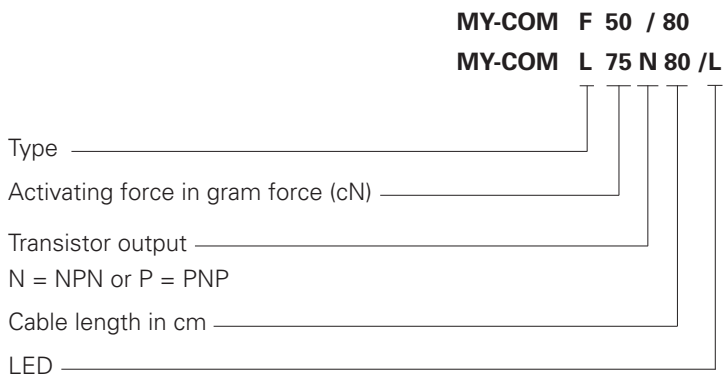 MY-COM F 50 / 80
MY-COM L 75 N 80 /L
Type
Activating force in gram force (cN)
Transistor output
N = NPN or P = PNP
Cable length in cm
LED